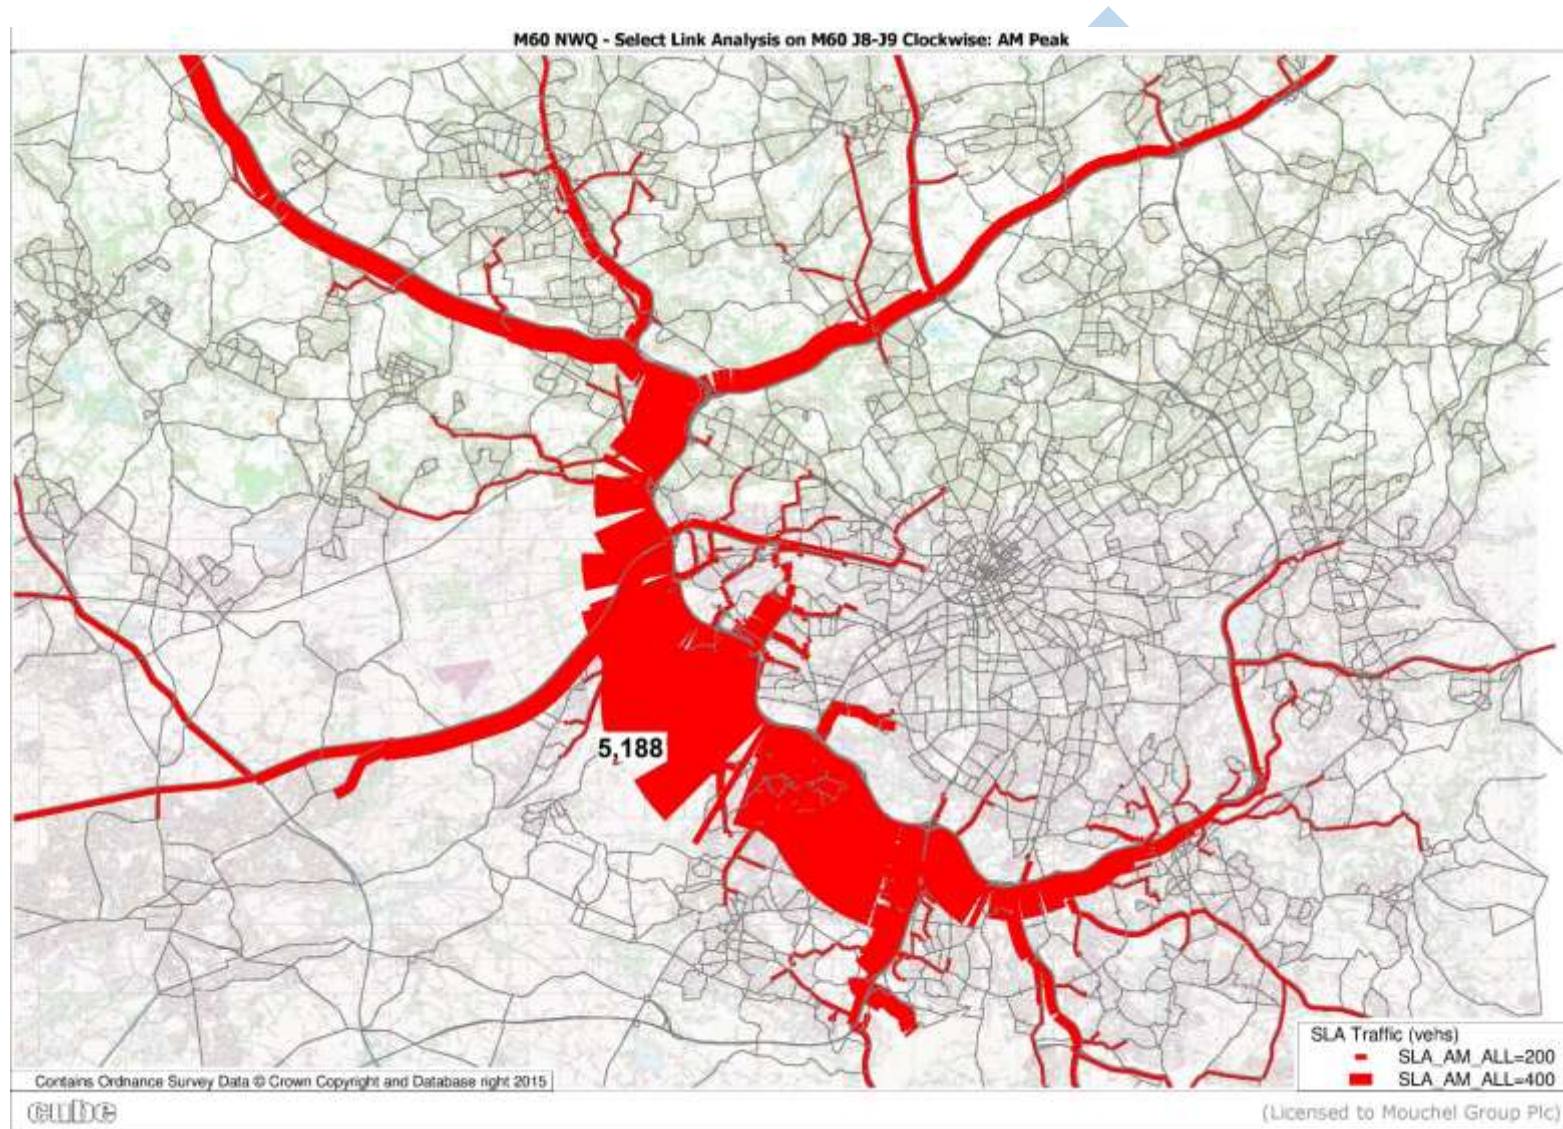 M60 NWQ - Select Link Analysis on M60 J8-J9 Clockwise: AM Peak
5,188
SLA Traffic (vehs)
SLA_AM_ALL=200
SLA_AM_ALL=400
Contains Ordnance Survey Data © Crown Copyright and Database right 2015
cube
(Licensed to Mouchel Group Plc)